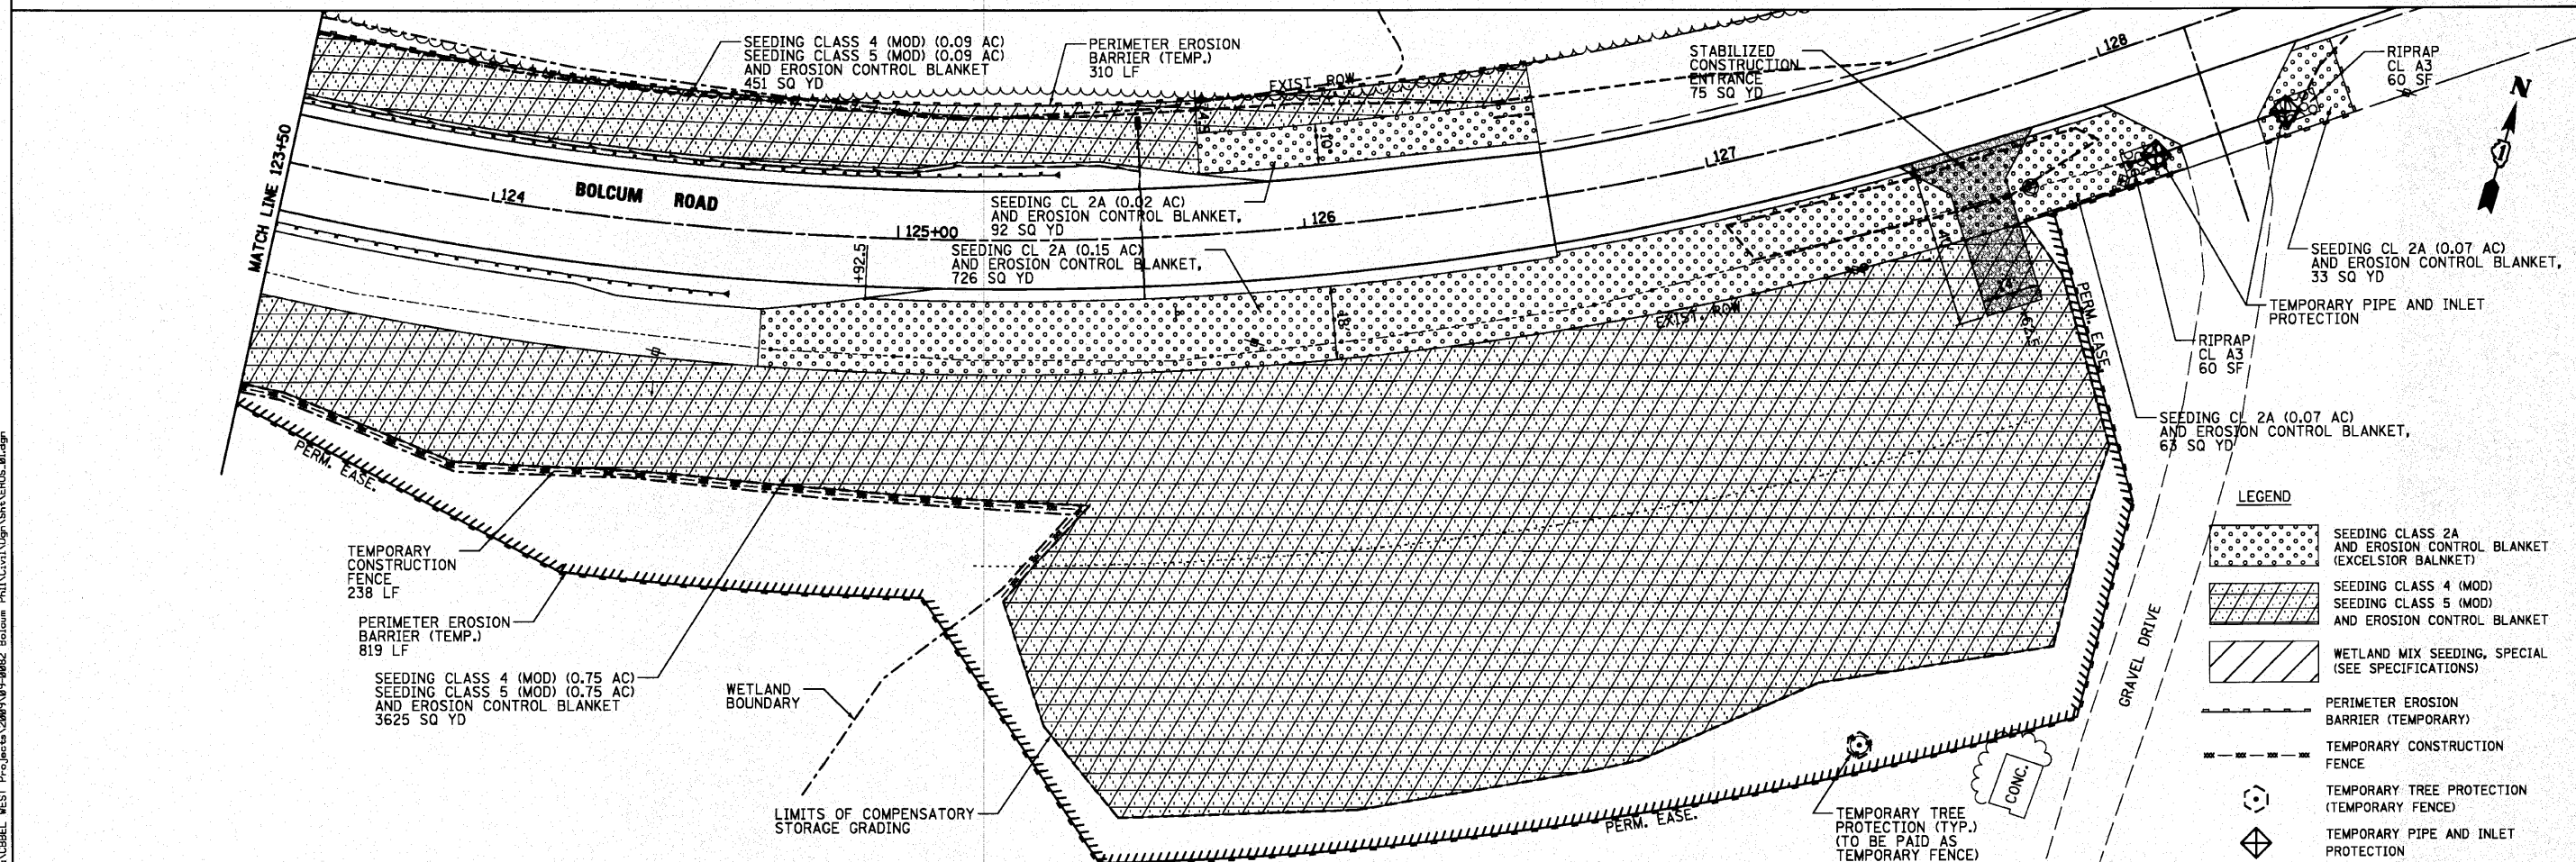 SEEDING CLASS 4 (MOD) (0.09 AC)
SEEDING CLASS 5 (MOD) (0.09 AC)
AND EROSION CONTROL BLANKET
451 SQ YD
PERIMETER EROSION
BARRIER (TEMP.)
310 LF
EXIST. ROW
STABILIZED
CONSTRUCTION
ENTRANCE
75 SQ YD
128
RIPRAP
CL A3
60 SF
N
MATCH LINE 123+50
124
BOLCUM ROAD
125+00
126
127
10'
SEEDING CL 2A (0.02 AC)
AND EROSION CONTROL BLANKET,
92 SQ YD
+92.5
SEEDING CL 2A (0.15 AC)
AND EROSION CONTROL BLANKET,
726 SQ YD
18'
40'
14'
+62.5
EXIST. ROW
PERM. EASE.
SEEDING CL 2A (0.07 AC)
AND EROSION CONTROL BLANKET,
33 SQ YD
TEMPORARY PIPE AND INLET
PROTECTION
RIPRAP
CL A3
60 SF
SEEDING CL 2A (0.07 AC)
AND EROSION CONTROL BLANKET,
63 SQ YD
PERM. EASE.
TEMPORARY
CONSTRUCTION
FENCE
238 LF
PERIMETER EROSION
BARRIER (TEMP.)
819 LF
SEEDING CLASS 4 (MOD) (0.75 AC)
SEEDING CLASS 5 (MOD) (0.75 AC)
AND EROSION CONTROL BLANKET
3625 SQ YD
WETLAND
BOUNDARY
LIMITS OF COMPENSATORY
STORAGE GRADING
PERM. EASE.
TEMPORARY TREE
PROTECTION (TYP.)
(TO BE PAID AS
TEMPORARY FENCE)
CONC.
GRAVEL DRIVE
LEGEND
SEEDING CLASS 2A
AND EROSION CONTROL BLANKET
(EXCELSIOR BALNKET)
SEEDING CLASS 4 (MOD)
SEEDING CLASS 5 (MOD)
AND EROSION CONTROL BLANKET
WETLAND MIX SEEDING, SPECIAL
(SEE SPECIFICATIONS)
PERIMETER EROSION
BARRIER (TEMPORARY)
TEMPORARY CONSTRUCTION
FENCE
TEMPORARY TREE PROTECTION
(TEMPORARY FENCE)
TEMPORARY PIPE AND INLET
PROTECTION